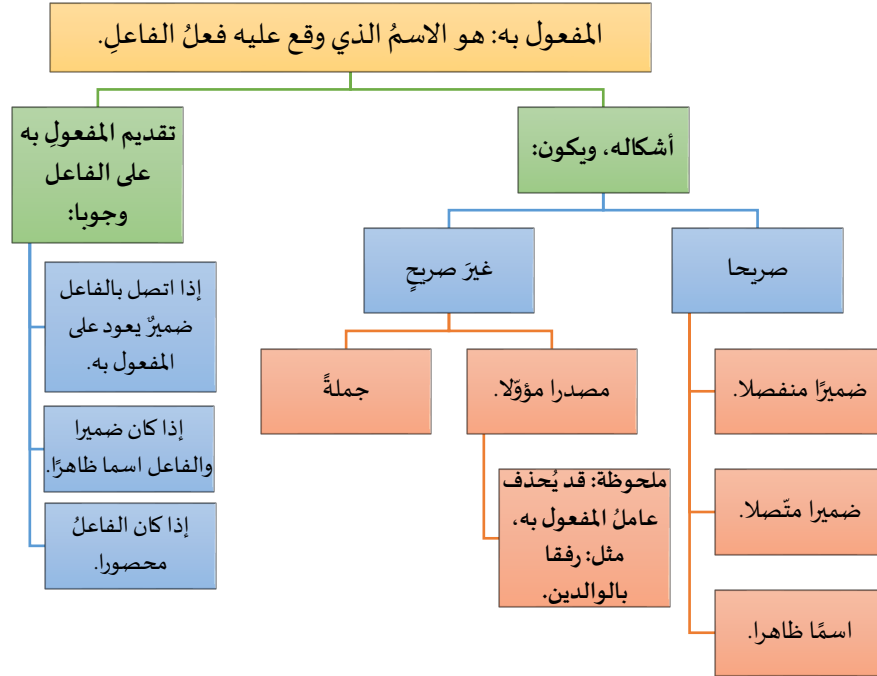 المفعول به: هو الاسمُ الذي وقع عليه فعلُ الفاعلِ.
أشكاله، ويكون:
صريحا
ضميرًا منفصلا.
ضميرا متّصلا.
اسمًا ظاهرا.
غيرَ صريحٍ
مصدرا مؤوّلا.
ملحوظة: قد يُحذف
عاملُ المفعول به،
مثل: رفقا
بالوالدين.
جملةً
تقديم المفعولِ به
على الفاعل
وجوبا:
إذا اتصل بالفاعل
ضميرٌ يعود على
المفعول به.
إذا كان ضميرا
والفاعل اسما ظاهرًا.
إذا كان الفاعلُ
محصورا.